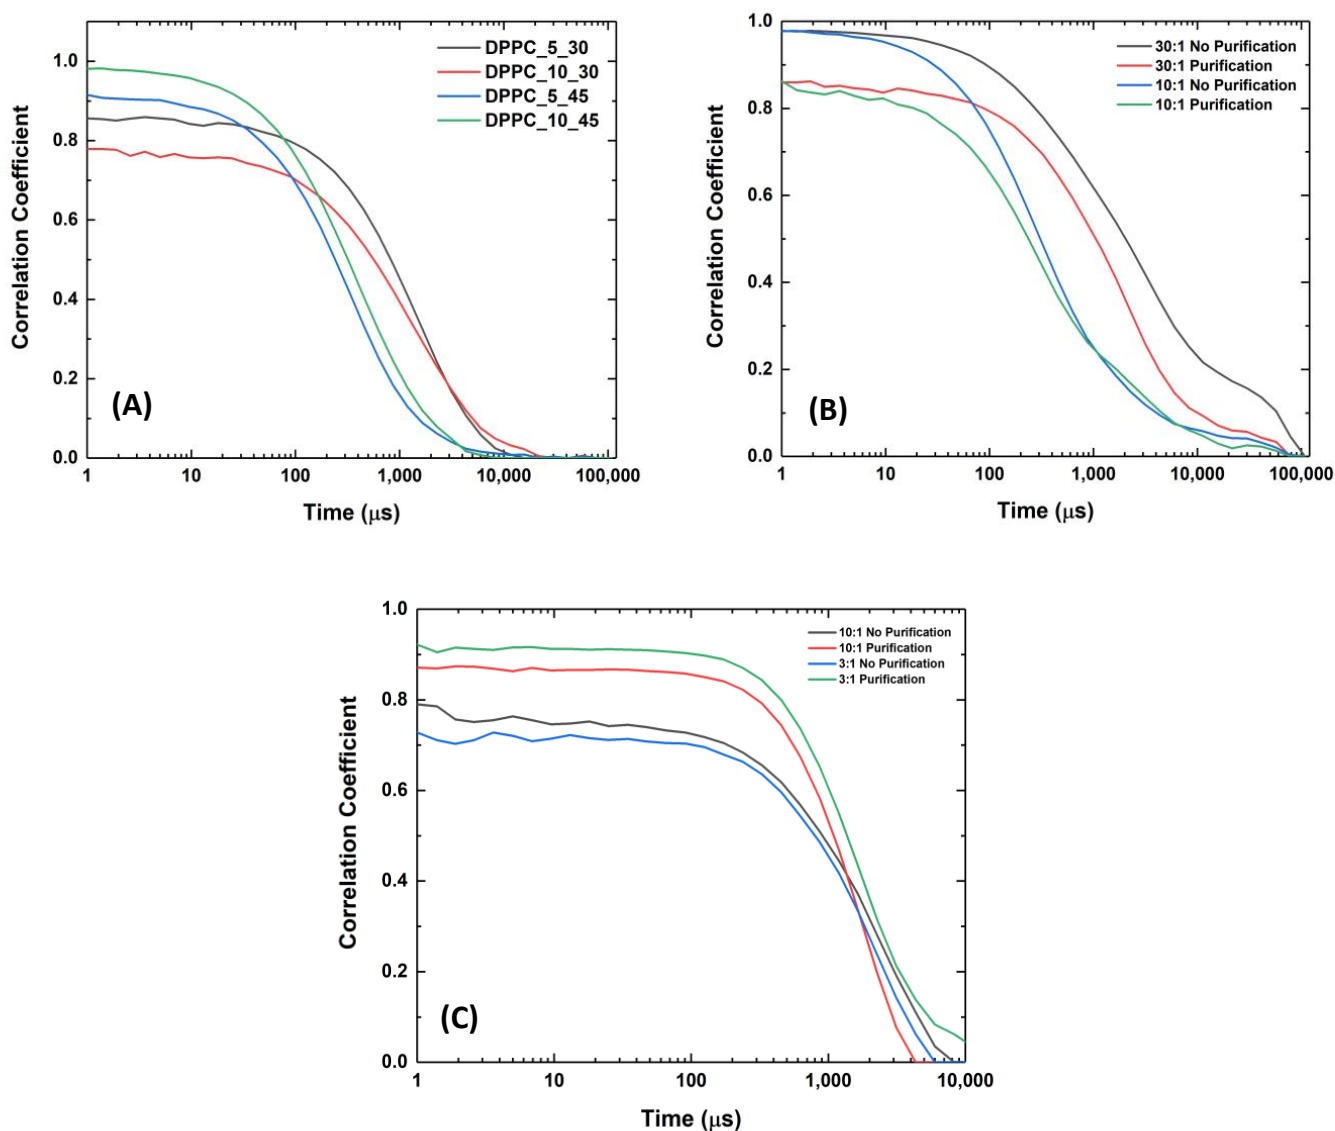 1.0
0.8
0.6
0.4
0.2
0.0
Correlation Coefficient
DPPC_5_30
DPPC_10_30
DPPC_5_45
DPPC_10_45
(A)
1 10 100 1,000 10,000 100,000
Time (μs)
1.0
0.8
0.6
0.4
0.2
0.0
Correlation Coefficient
30:1 No Purification
30:1 Purification
10:1 No Purification
10:1 Purification
(B)
1 10 100 1,000 10,000 100,000
Time (μs)
1.0
0.8
0.6
0.4
0.2
0.0
Correlation Coefficient
10:1 No Purification
10:1 Purification
3:1 No Purification
3:1 Purification
(C)
1 10 100 1,000 10,000
Time (μs)